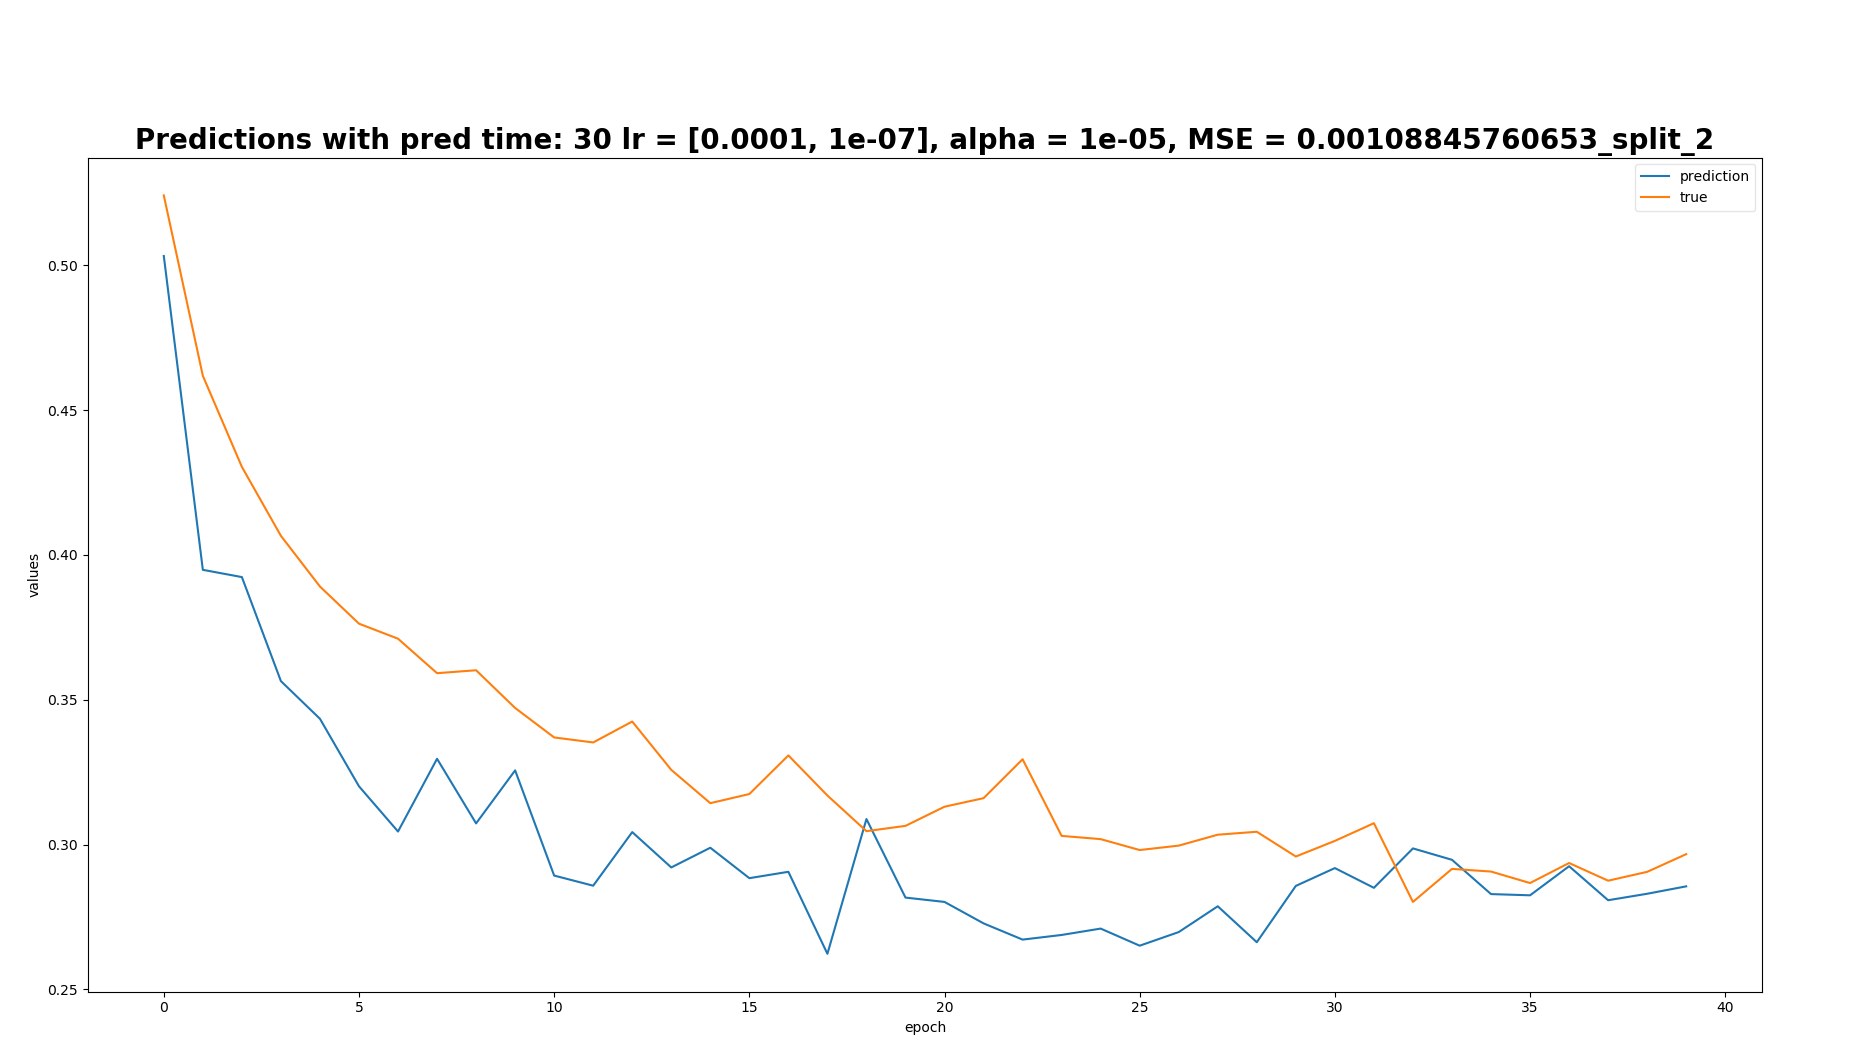 Predictions with pred time: 30 lr = [0.0001, 1e-07], alpha = 1e-05, MSE = 0.00108845760653_split_2
prediction
true
0.50
0.45
0.40
0.35
0.30
0.25
values
0 5 10 15 20 25 30 35 40
epoch